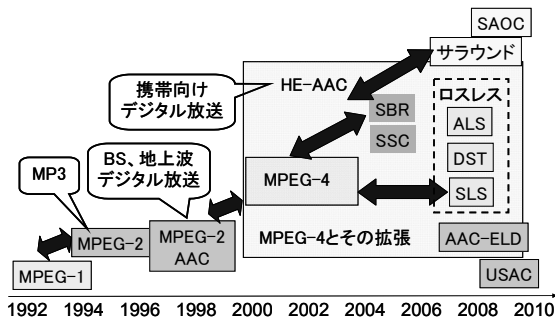 SAOC
サラウンド
携帯向け
デジタル放送
HE-AAC
ロスレス
SBR
ALS
SSC
BS、地上波
デジタル放送
DST
MP3
MPEG-4
SLS
MPEG-2
MPEG-2
AAC
MPEG-4とその拡張
AAC-ELD
MPEG-1
USAC
1992 1994 1996 1998 2000 2002 2004 2006 2008 2010